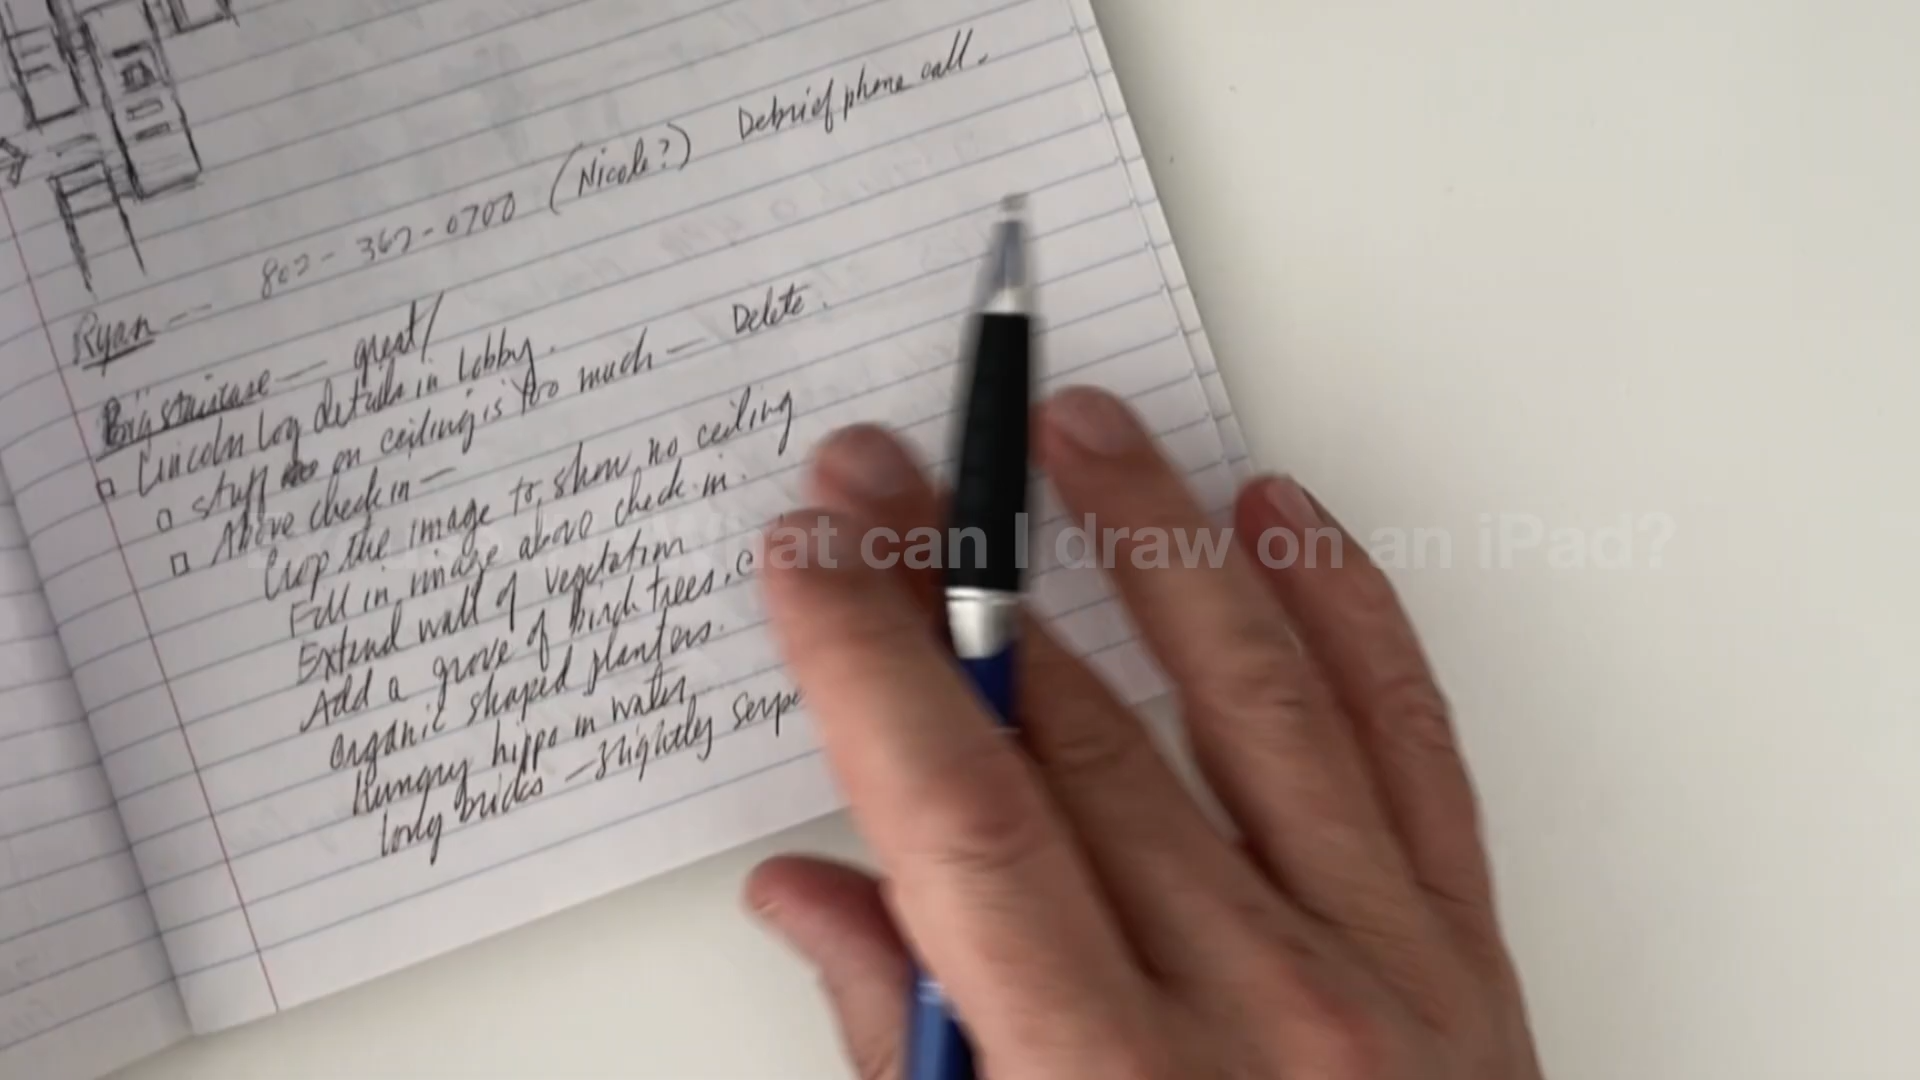 (Nicole?) Debrief phone call.
Ryan --
Big staircase — great!
Lincoln Log details in lobby.
stuff on ceiling is too much — Delete.
Above check in —
Crop the image to show no ceiling
Fill in image above check-in.
Extend wall of vegetation
Add a grove of birch trees,
organic shaped planters.
Hungry hippo in water,
long bricks — slightly
What can I draw on an iPad?